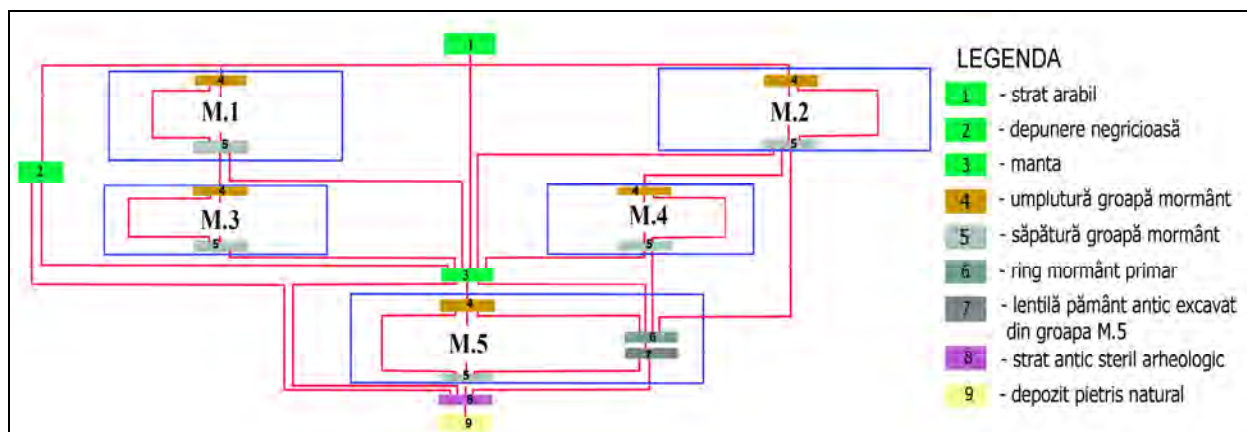 1
4
M.1
5
4
M.2
5
2
4
M.3
5
4
M.4
5
3
4
M.5
6
7
5
8
9
LEGENDA
1 - strat arabil
2 - depunere negricioasă
3 - manta
4 - umplutură groapă mormânt
5 - săpătură groapă mormânt
6 - ring mormânt primar
7 - lentilă pământ antic excavat
din groapa M.5
8 - strat antic steril arheologic
9 - depozit pietris natural